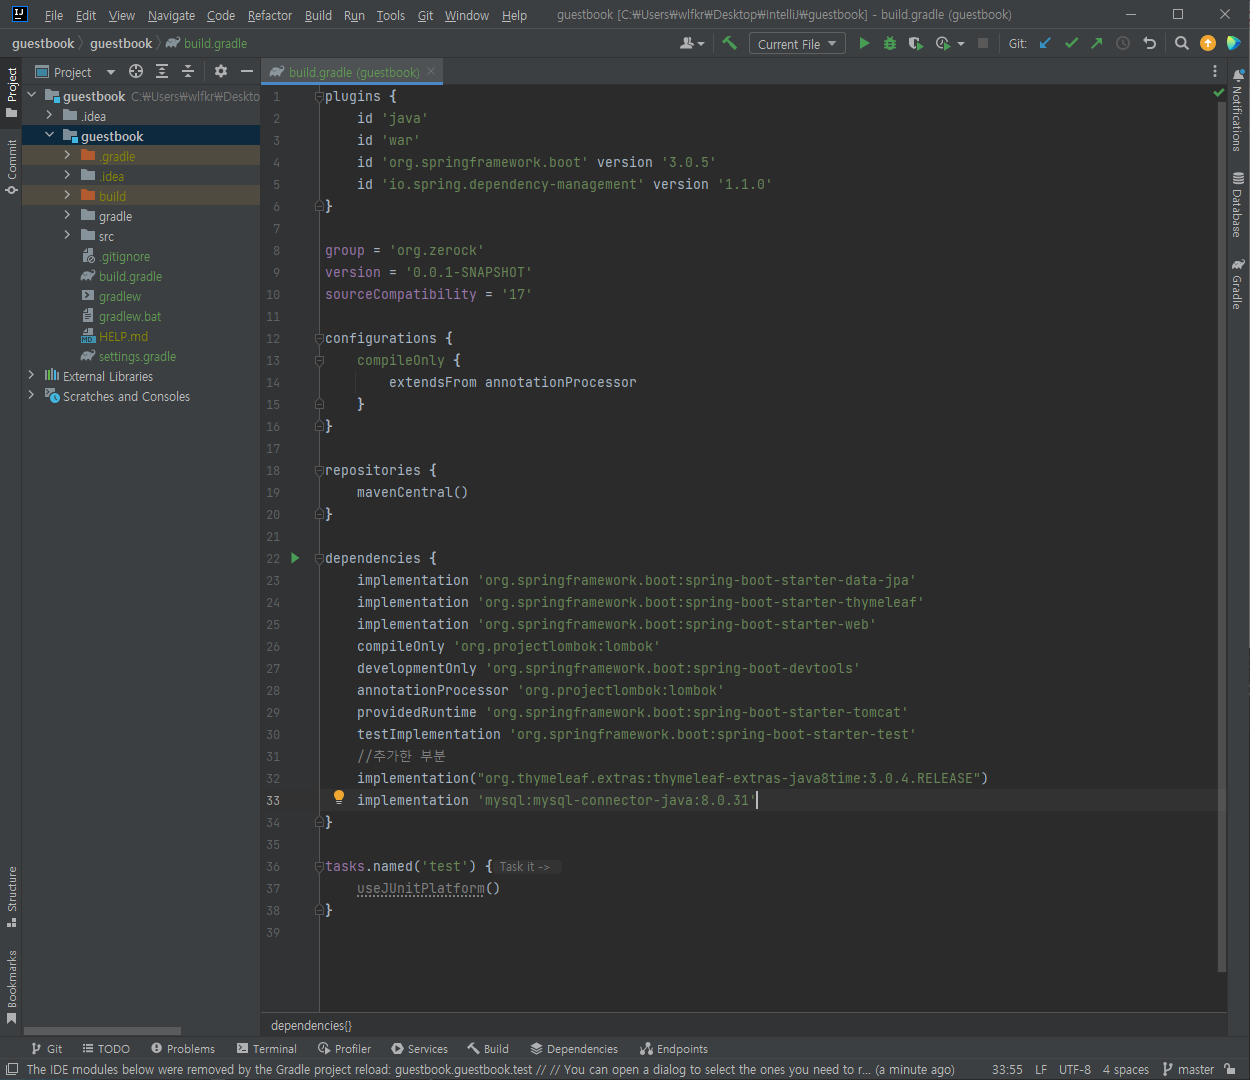 File Edit View Navigate Code Refactor Build Run Tools Git Window Help guestbook [C:₩Users₩wlfkr₩Desktop₩IntelliJ₩guestbook] - build.gradle (guestbook)
guestbook guestbook build.gradle Current File Git:
Project build.gradle (guestbook)
guestbook C:₩Users₩wlfkr₩Deskto
.idea
guestbook
.gradle
.idea
build
gradle
src
.gitignore
build.gradle
gradlew
gradlew.bat
HELP.md
settings.gradle
External Libraries
Scratches and Consoles
Project
Commit
Structure
Bookmarks
1 plugins {
2 id 'java'
3 id 'war'
4 id 'org.springframework.boot' version '3.0.5'
5 id 'io.spring.dependency-management' version '1.1.0'
6 }
7
8 group = 'org.zerock'
9 version = '0.0.1-SNAPSHOT'
10 sourceCompatibility = '17'
11
12 configurations {
13 compileOnly {
14 extendsFrom annotationProcessor
15 }
16 }
17
18 repositories {
19 mavenCentral()
20 }
21
22 dependencies {
23 implementation 'org.springframework.boot:spring-boot-starter-data-jpa'
24 implementation 'org.springframework.boot:spring-boot-starter-thymeleaf'
25 implementation 'org.springframework.boot:spring-boot-starter-web'
26 compileOnly 'org.projectlombok:lombok'
27 developmentOnly 'org.springframework.boot:spring-boot-devtools'
28 annotationProcessor 'org.projectlombok:lombok'
29 providedRuntime 'org.springframework.boot:spring-boot-starter-tomcat'
30 testImplementation 'org.springframework.boot:spring-boot-starter-test'
31 //추가한 부분
32 implementation("org.thymeleaf.extras:thymeleaf-extras-java8time:3.0.4.RELEASE")
33 implementation 'mysql:mysql-connector-java:8.0.31'
34 }
35
36 tasks.named('test') { Task it ->
37 useJUnitPlatform()
38 }
39
Notifications
Database
Gradle
dependencies{}
Git TODO Problems Terminal Profiler Services Build Dependencies Endpoints
The IDE modules below were removed by the Gradle project reload: guestbook.guestbook.test // // You can open a dialog to select the ones you need to r... (a minute ago) 33:55 LF UTF-8 4 spaces master